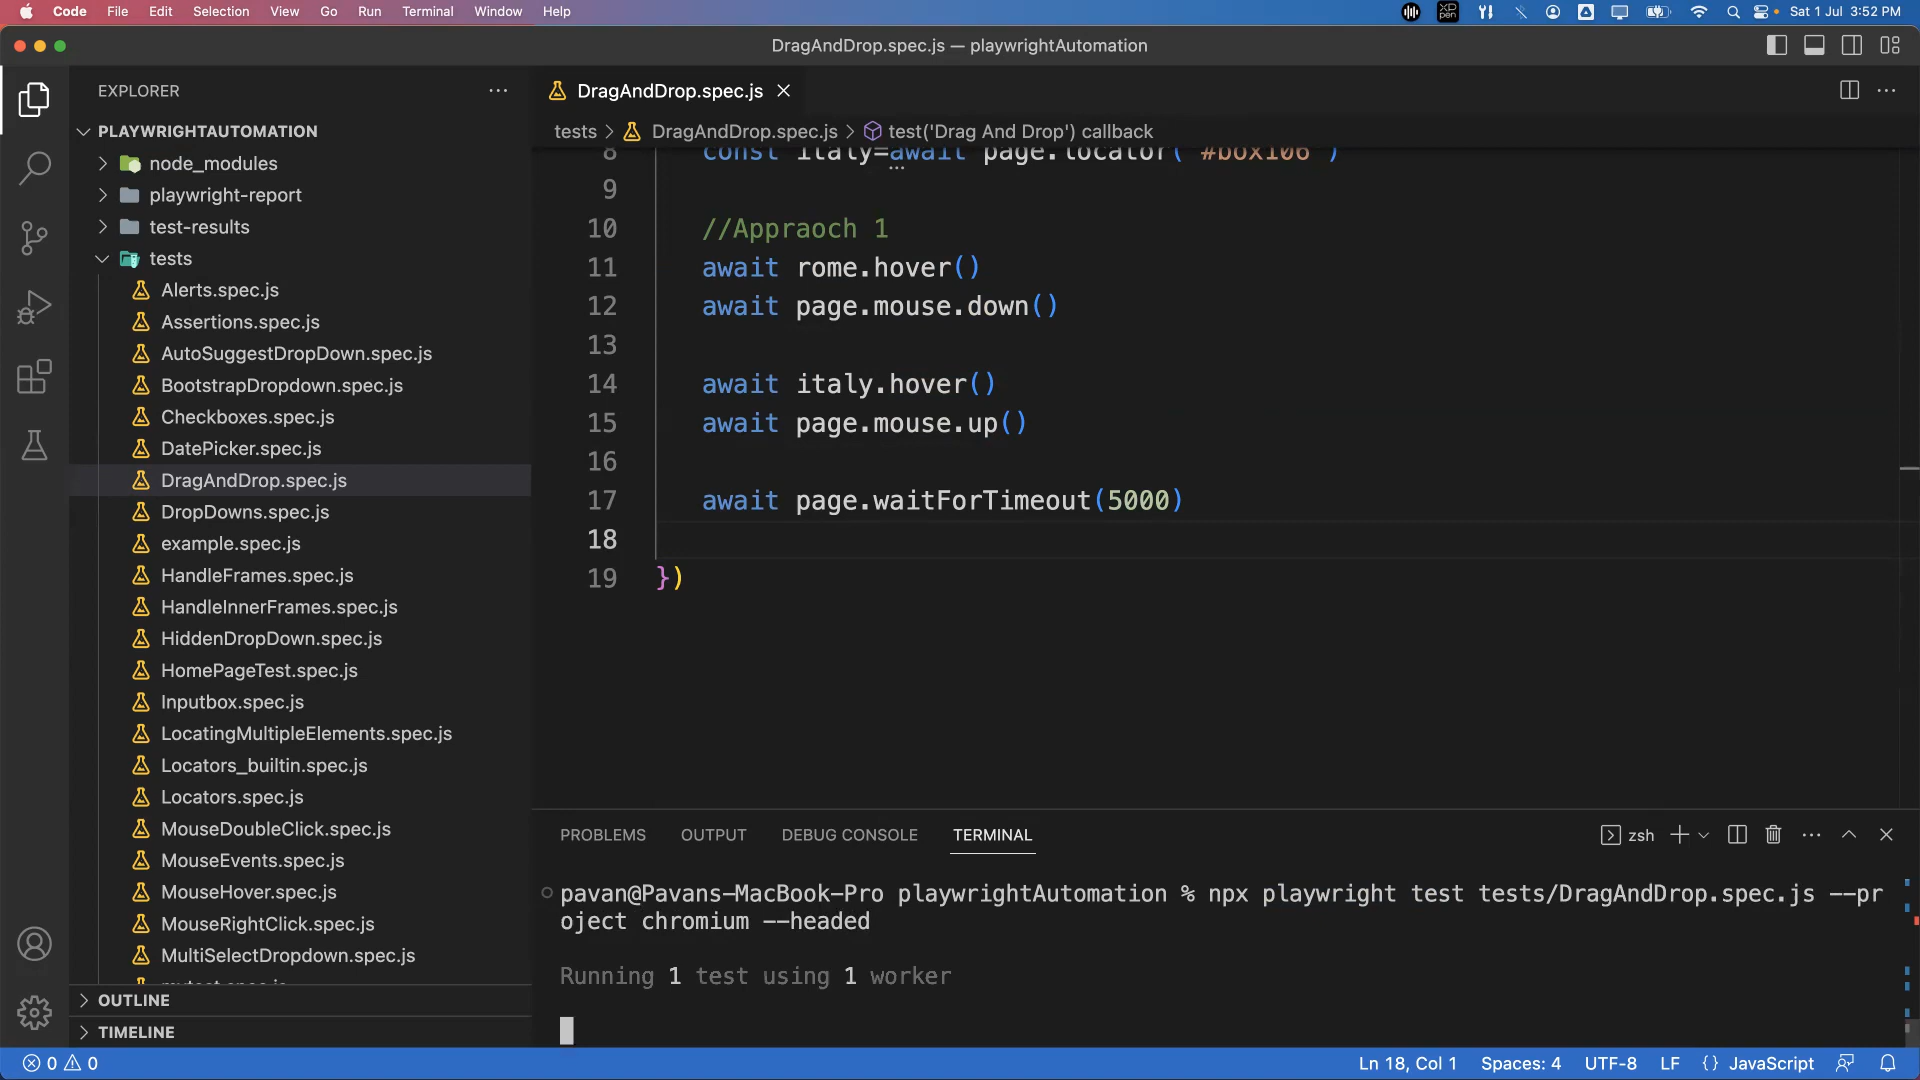 Code File Edit Selection View Go Run Terminal Window Help
XD pen
Sat 1 Jul 3:52 PM
DragAndDrop.spec.js — playwrightAutomation
EXPLORER
PLAYWRIGHTAUTOMATION
node_modules
playwright-report
test-results
tests
Alerts.spec.js
Assertions.spec.js
AutoSuggestDropDown.spec.js
BootstrapDropdown.spec.js
Checkboxes.spec.js
DatePicker.spec.js
DragAndDrop.spec.js
DropDowns.spec.js
example.spec.js
HandleFrames.spec.js
HandleInnerFrames.spec.js
HiddenDropDown.spec.js
HomePageTest.spec.js
Inputbox.spec.js
LocatingMultipleElements.spec.js
Locators_builtin.spec.js
Locators.spec.js
MouseDoubleClick.spec.js
MouseEvents.spec.js
MouseHover.spec.js
MouseRightClick.spec.js
MultiSelectDropdown.spec.js
OUTLINE
TIMELINE
DragAndDrop.spec.js
tests > DragAndDrop.spec.js > test('Drag And Drop') callback
8 const italy=await page.locator('#box106')
9
10 //Appraoch 1
11 await rome.hover()
12 await page.mouse.down()
13
14 await italy.hover()
15 await page.mouse.up()
16
17 await page.waitForTimeout(5000)
18
19 })
PROBLEMS OUTPUT DEBUG CONSOLE TERMINAL
zsh
pavan@Pavans-MacBook-Pro playwrightAutomation % npx playwright test tests/DragAndDrop.spec.js --pr
oject chromium --headed
Running 1 test using 1 worker
0 0
Ln 18, Col 1 Spaces: 4 UTF-8 LF {} JavaScript